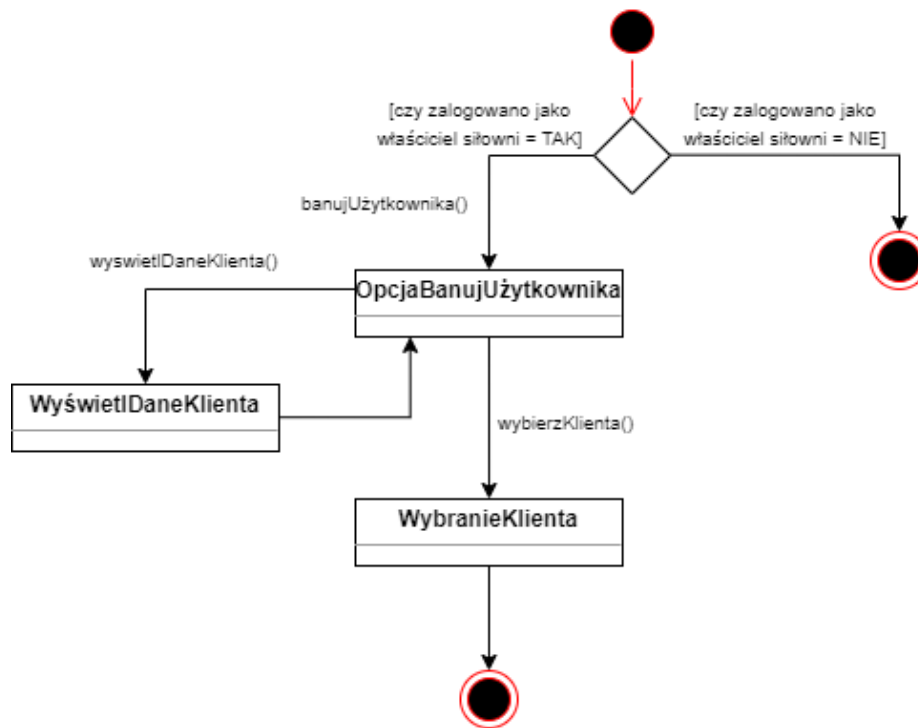 [czy zalogowano jako
właściciel siłowni = TAK]
[czy zalogowano jako
właściciel siłowni = NIE]
banujUżytkownika()
wyswietlDaneKlienta()
OpcjaBanujUżytkownika
WyświetlDaneKlienta
wybierzKlienta()
WybranieKlienta